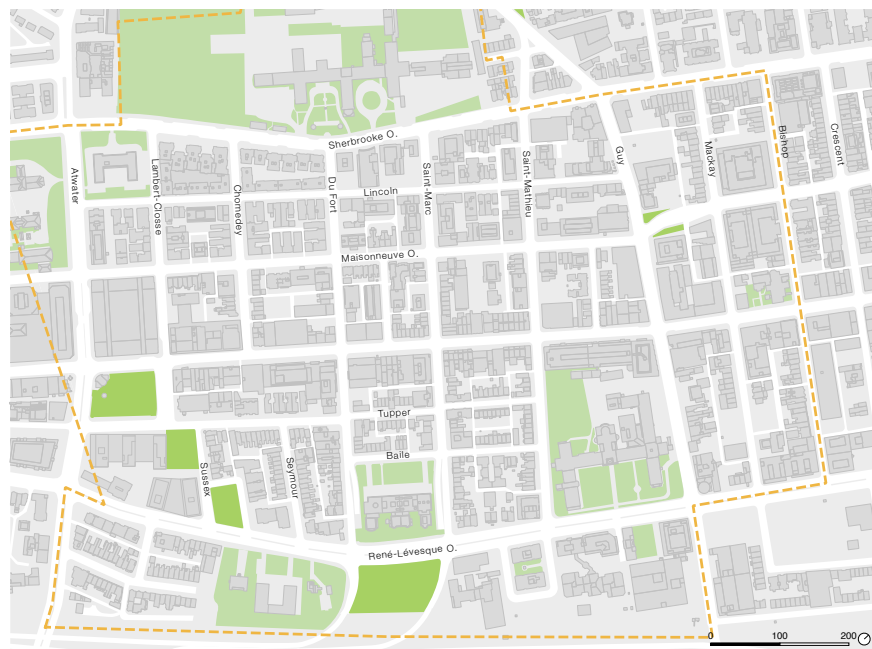 Sherbrooke O.
Atwater
Lambert-Closse
Chomedey
Du Fort
Lincoln
Saint-Marc
Saint-Mathieu
Guy
Mackay
Bishop
Crescent
Maisonneuve O.
Tupper
Baile
Sussex
Seymour
René-Lévesque O.
0 100 200